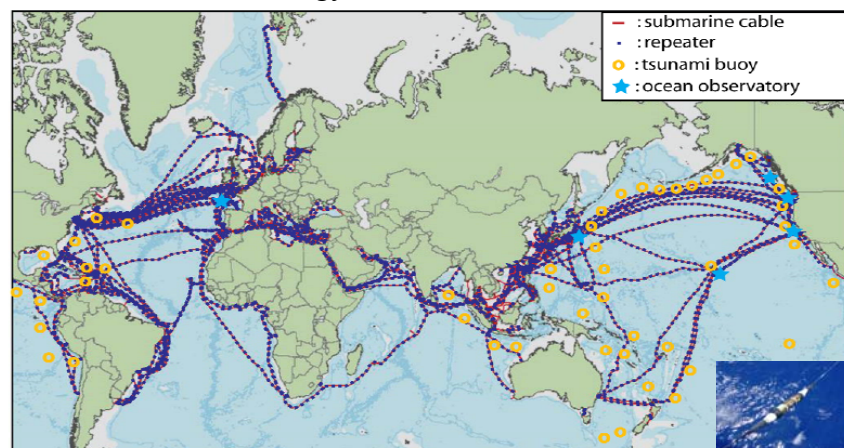 : submarine cable
: repeater
: tsunami buoy
: ocean observatory